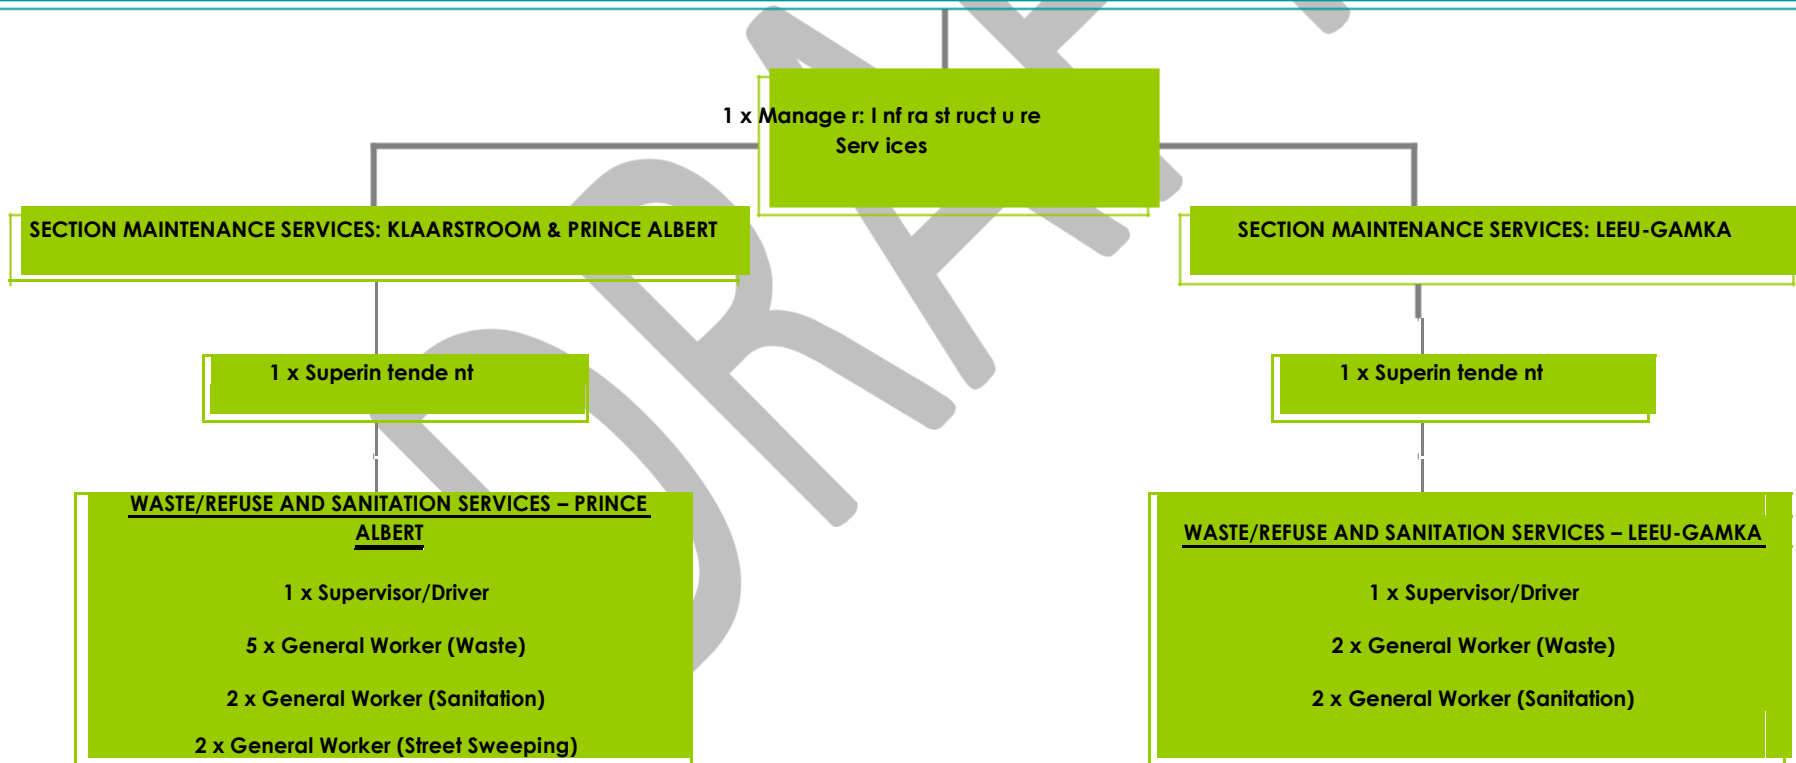 1 x Manage r: I nf ra st ruct u re
Serv ices
SECTION MAINTENANCE SERVICES: KLAARSTROOM & PRINCE ALBERT
SECTION MAINTENANCE SERVICES: LEEU-GAMKA
1 x Superin tende nt
1 x Superin tende nt
WASTE/REFUSE AND SANITATION SERVICES – PRINCE
ALBERT
1 x Supervisor/Driver
5 x General Worker (Waste)
2 x General Worker (Sanitation)
2 x General Worker (Street Sweeping)
WASTE/REFUSE AND SANITATION SERVICES – LEEU-GAMKA
1 x Supervisor/Driver
2 x General Worker (Waste)
2 x General Worker (Sanitation)
DRAFT